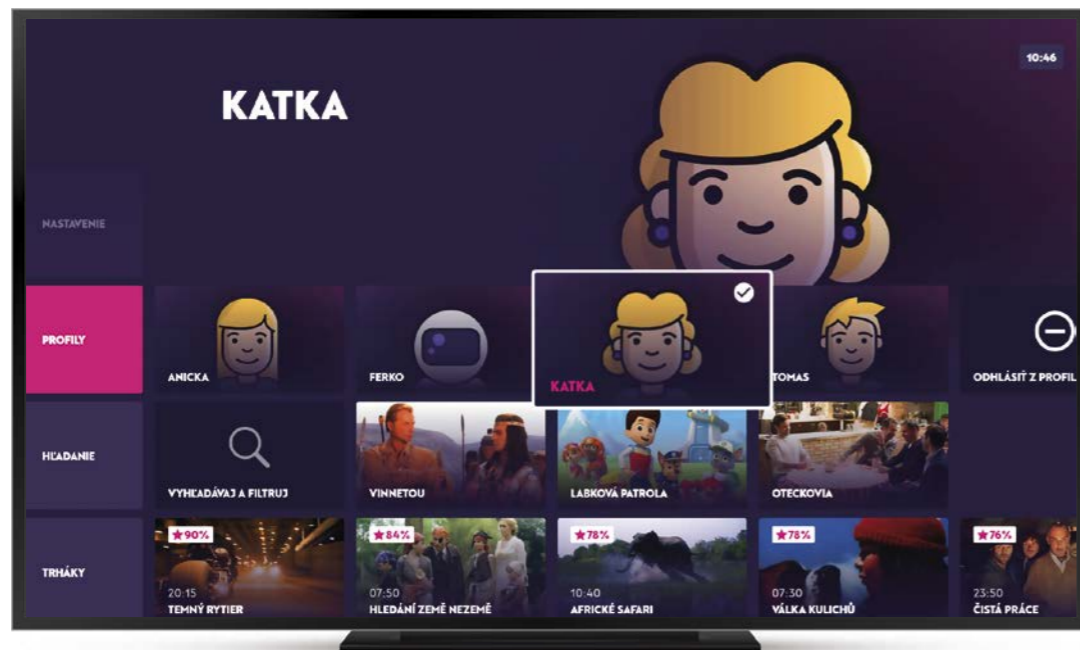 10:46
KATKA
NASTAVENIE
PROFILY
ANICKA
FERKO
KATKA
TOMAS
ODHLÁSIŤ Z PROFIL
HĽADANIE
VYHĽADÁVAJ A FILTRUJ
VINNETOU
LABKOVÁ PATROLA
OTECKOVIA
TRHÁKY
★90%
20:15
TEMNÝ RYTIER
★84%
07:50
HLEDÁNÍ ZEMĚ NEZEMĚ
★78%
10:40
AFRICKÉ SAFARI
★78%
07:30
VÁLKA KULICHŮ
★76%
23:50
ČISTÁ PRÁCE